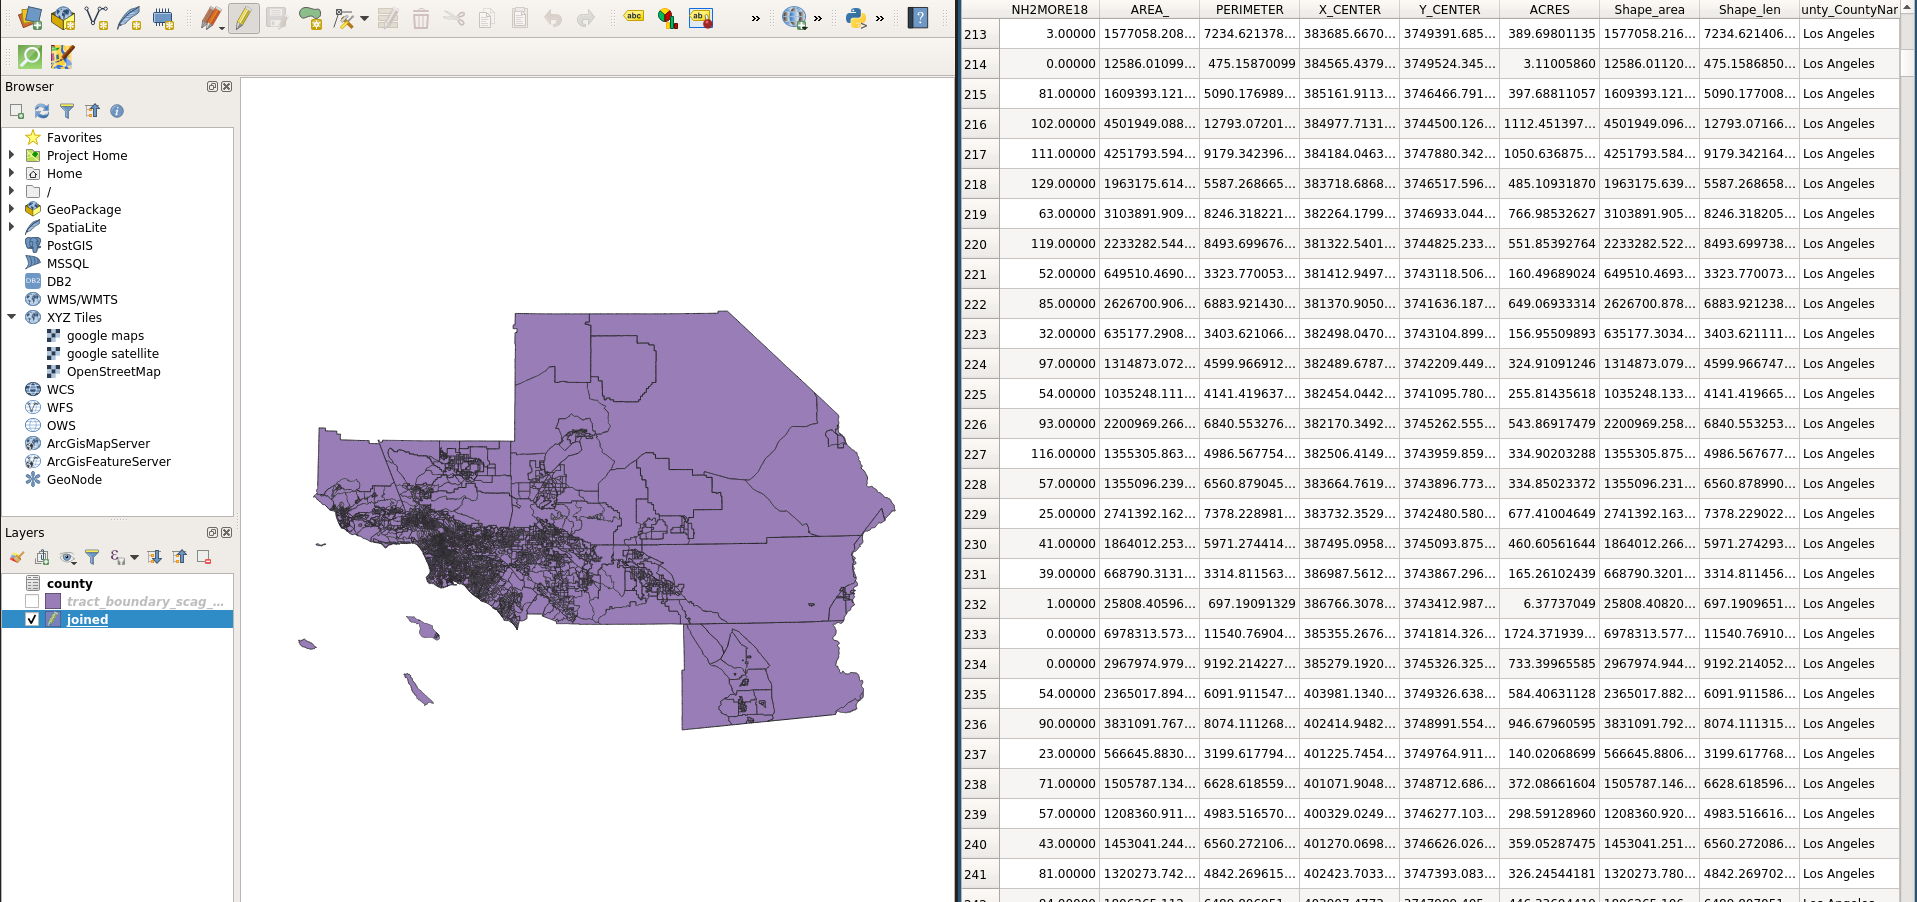 abc
abc
»
»
»
?
Browser
Favorites
Project Home
Home
/
GeoPackage
SpatiaLite
PostGIS
MSSQL
DB2
WMS/WMTS
XYZ Tiles
google maps
google satellite
OpenStreetMap
WCS
WFS
OWS
ArcGisMapServer
ArcGisFeatureServer
GeoNode
Layers
county
tract_boundary_scag_...
joined
NH2MORE18 AREA_ PERIMETER X_CENTER Y_CENTER ACRES Shape_area Shape_len unty_CountyNar
213 3.00000 1577058.208... 7234.621378... 383685.6670... 3749391.685... 389.69801135 1577058.216... 7234.621406... Los Angeles
214 0.00000 12586.01099... 475.15870099 384565.4379... 3749524.345... 3.11005860 12586.01120... 475.1586850... Los Angeles
215 81.00000 1609393.121... 5090.176989... 385161.9113... 3746466.791... 397.68811057 1609393.121... 5090.177008... Los Angeles
216 102.00000 4501949.088... 12793.07201... 384977.7131... 3744500.126... 1112.451397... 4501949.096... 12793.07166... Los Angeles
217 111.00000 4251793.594... 9179.342396... 384184.0463... 3747880.342... 1050.636875... 4251793.584... 9179.342164... Los Angeles
218 129.00000 1963175.614... 5587.268665... 383718.6868... 3746517.596... 485.10931870 1963175.639... 5587.268658... Los Angeles
219 63.00000 3103891.909... 8246.318221... 382264.1799... 3746933.044... 766.98532627 3103891.905... 8246.318205... Los Angeles
220 119.00000 2233282.544... 8493.699676... 381322.5401... 3744825.233... 551.85392764 2233282.522... 8493.699738... Los Angeles
221 52.00000 649510.4690... 3323.770053... 381412.9497... 3743118.506... 160.49689024 649510.4693... 3323.770073... Los Angeles
222 85.00000 2626700.906... 6883.921430... 381370.9050... 3741636.187... 649.06933314 2626700.878... 6883.921238... Los Angeles
223 32.00000 635177.2908... 3403.621066... 382498.0470... 3743104.899... 156.95509893 635177.3034... 3403.621111... Los Angeles
224 97.00000 1314873.072... 4599.966912... 382489.6787... 3742209.449... 324.91091246 1314873.079... 4599.966747... Los Angeles
225 54.00000 1035248.111... 4141.419637... 382454.0442... 3741095.780... 255.81435618 1035248.133... 4141.419665... Los Angeles
226 93.00000 2200969.266... 6840.553276... 382170.3492... 3745262.555... 543.86917479 2200969.258... 6840.553253... Los Angeles
227 116.00000 1355305.863... 4986.567754... 382506.4149... 3743959.859... 334.90203288 1355305.875... 4986.567677... Los Angeles
228 57.00000 1355096.239... 6560.879045... 383664.7619... 3743896.773... 334.85023372 1355096.231... 6560.878990... Los Angeles
229 25.00000 2741392.162... 7378.228981... 383732.3529... 3742480.580... 677.41004649 2741392.163... 7378.229022... Los Angeles
230 41.00000 1864012.253... 5971.274414... 387495.0958... 3745093.875... 460.60561644 1864012.266... 5971.274293... Los Angeles
231 39.00000 668790.3131... 3314.811563... 386987.5612... 3743867.296... 165.26102439 668790.3201... 3314.811456... Los Angeles
232 1.00000 25808.40596... 697.19091329 386766.3078... 3743412.987... 6.37737049 25808.40820... 697.1909651... Los Angeles
233 0.00000 6978313.573... 11540.76904... 385355.2676... 3741814.326... 1724.371939... 6978313.577... 11540.76910... Los Angeles
234 0.00000 2967974.979... 9192.214227... 385279.1920... 3745326.325... 733.39965585 2967974.944... 9192.214052... Los Angeles
235 54.00000 2365017.894... 6091.911547... 403981.1340... 3749326.638... 584.40631128 2365017.882... 6091.911586... Los Angeles
236 90.00000 3831091.767... 8074.111268... 402414.9482... 3748991.554... 946.67960595 3831091.792... 8074.111315... Los Angeles
237 23.00000 566645.8830... 3199.617794... 401225.7454... 3749764.911... 140.02068699 566645.8806... 3199.617768... Los Angeles
238 71.00000 1505787.134... 6628.618559... 401071.9048... 3748712.686... 372.08661604 1505787.146... 6628.618596... Los Angeles
239 57.00000 1208360.911... 4983.516570... 400329.0249... 3746277.103... 298.59128960 1208360.920... 4983.516616... Los Angeles
240 43.00000 1453041.244... 6560.272106... 401270.0698... 3746626.026... 359.05287475 1453041.251... 6560.272086... Los Angeles
241 81.00000 1320273.742... 4842.269615... 402423.7033... 3747393.083... 326.24544181 1320273.780... 4842.269702... Los Angeles